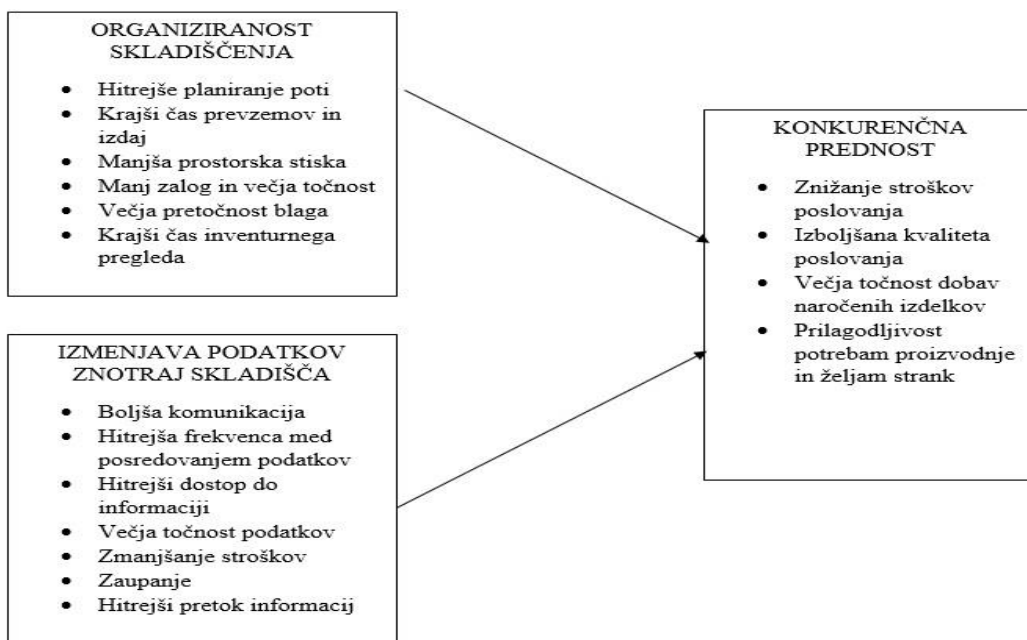 ORGANIZIRANOST
SKLADIŠČENJA
• Hitrejše planiranje poti
• Krajši čas prevzemov in
izdaj
• Manjša prostorska stiska
• Manj zalog in večja točnost
• Večja pretočnost blaga
• Krajši čas inventurnega
pregleda
IZMENJAVA PODATKOV
ZNOTRAJ SKLADIŠČA
• Boljša komunikacija
• Hitrejša frekvenca med
posredovanjem podatkov
• Hitrejši dostop do
informaciji
• Večja točnost podatkov
• Zmanjšanje stroškov
• Zaupanje
• Hitrejši pretok informacij
KONKURENČNA
PREDNOST
• Znižanje stroškov
poslovanja
• Izboljšana kvaliteta
poslovanja
• Večja točnost dobav
naročenih izdelkov
• Prilagodljivost
potrebam proizvodnje
in željam strank